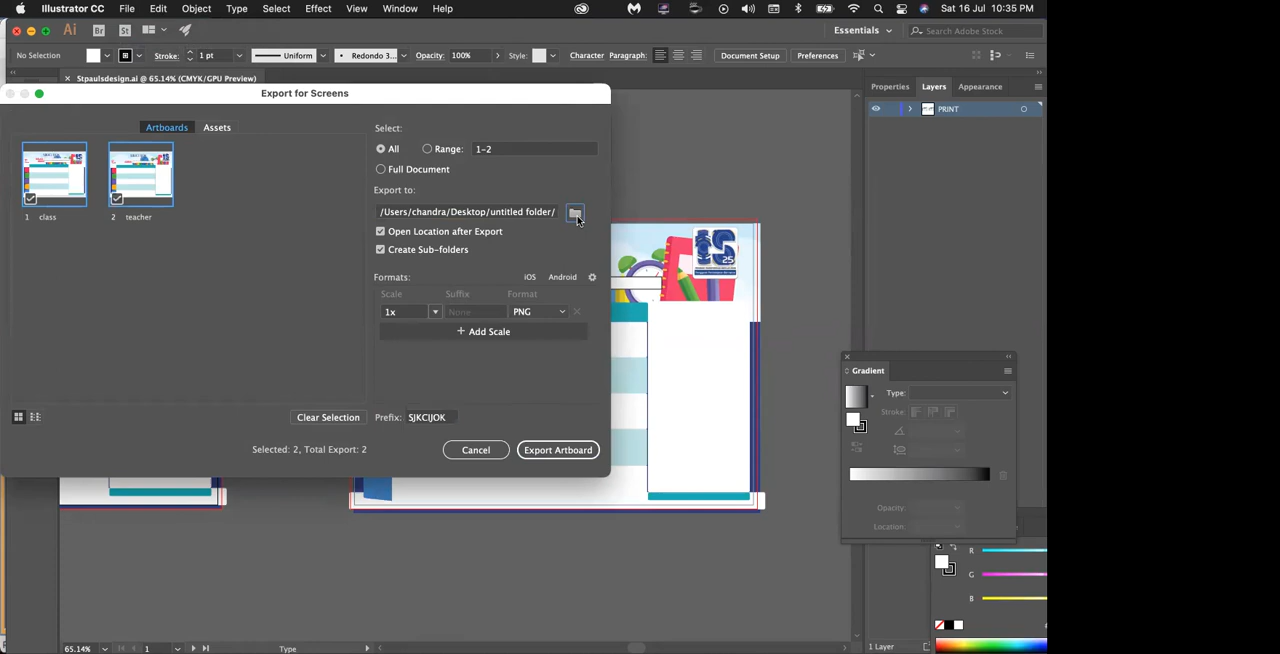 Illustrator CC File Edit Object Type Select Effect View Window Help Sat 16 Jul 10:35 PM
Ai Br St Essentials Search Adobe Stock
No Selection Stroke: 1 pt Uniform Redondo 3... Opacity: 100% Style: Character Paragraph: Document Setup Preferences
Stpaulsdesign.ai @ 65.14% (CMYK/GPU Preview)
Properties Layers Appearance
PRINT
Export for Screens
Artboards Assets
1 class
2 teacher
Select:
All Range: 1-2
Full Document
Export to:
/Users/chandra/Desktop/untitled folder/
Open Location after Export
Create Sub-folders
Formats: iOS Android
Scale Suffix Format
1x None PNG
+ Add Scale
Clear Selection Prefix: SJKCIJOK
Selected: 2, Total Export: 2 Cancel Export Artboard
25
Gradient
Type:
Stroke:
Opacity:
Location:
R
G
B
65.14% 1 Type 1 Layer